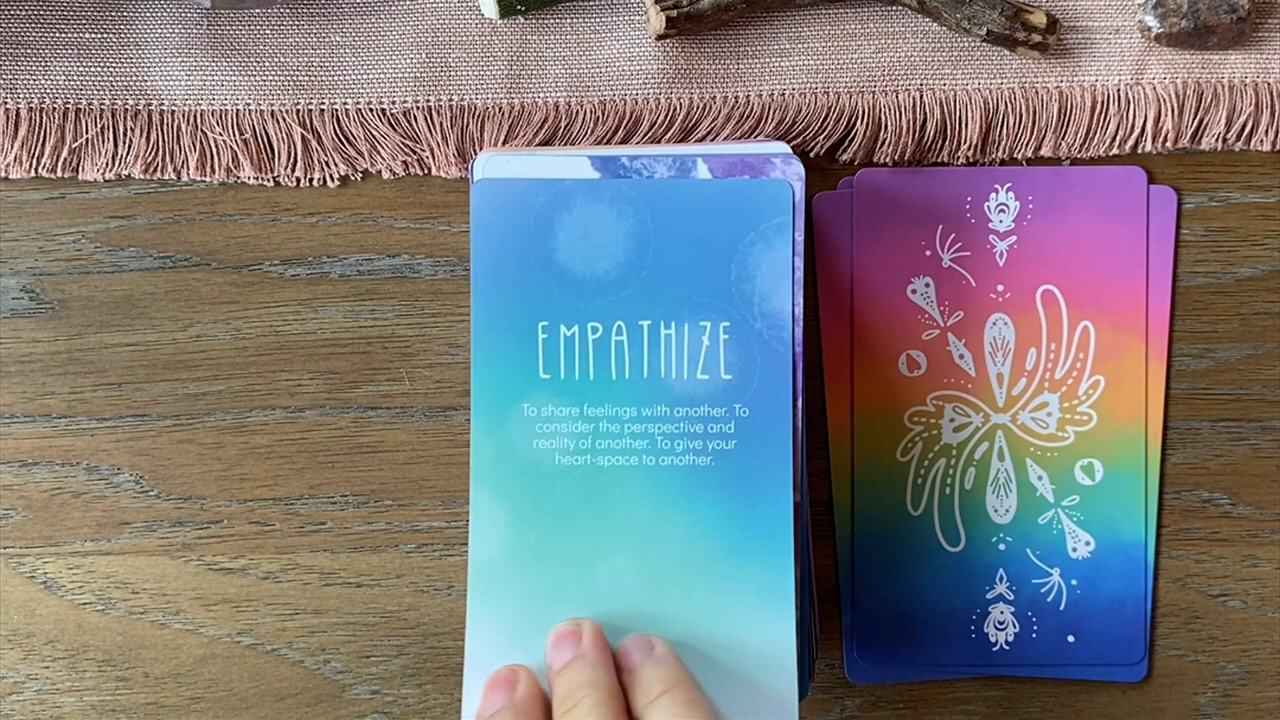 EMPATHIZE
To share feelings with another. To
consider the perspective and
reality of another. To give your
heart-space to another.